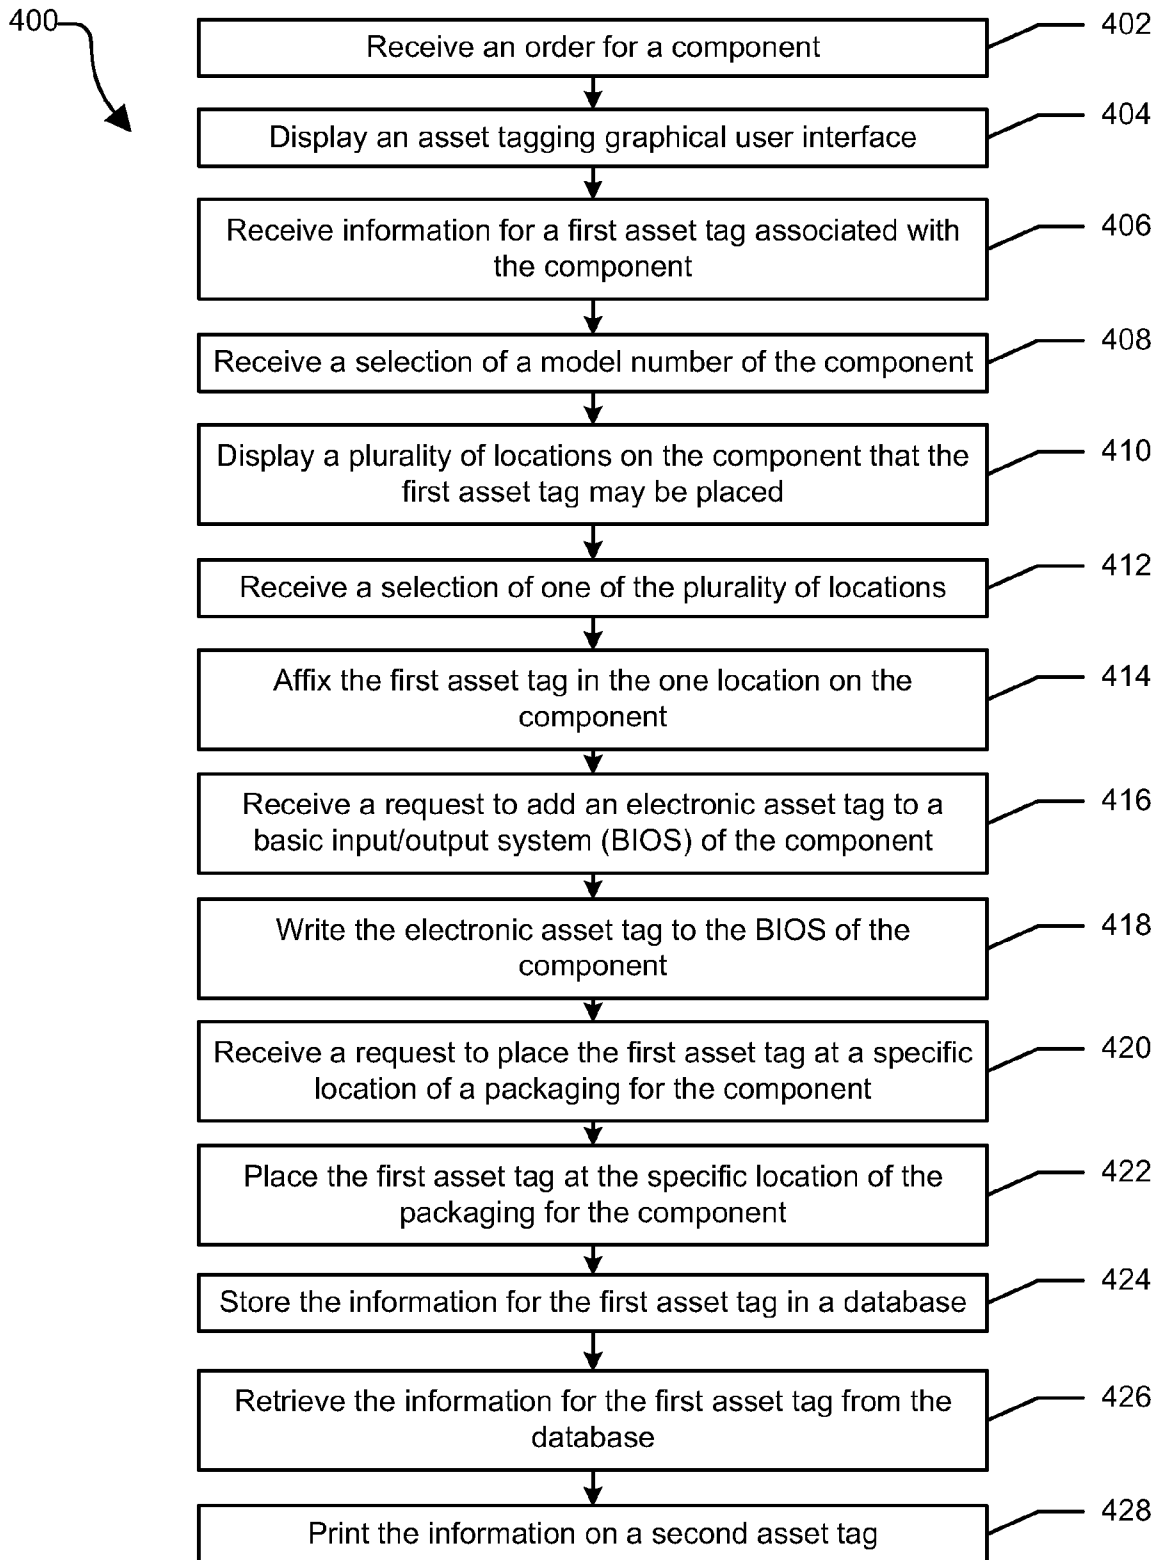 400
Receive an order for a component
402
Display an asset tagging graphical user interface
404
Receive information for a first asset tag associated with
the component
406
Receive a selection of a model number of the component
408
Display a plurality of locations on the component that the
first asset tag may be placed
410
Receive a selection of one of the plurality of locations
412
Affix the first asset tag in the one location on the
component
414
Receive a request to add an electronic asset tag to a
basic input/output system (BIOS) of the component
416
Write the electronic asset tag to the BIOS of the
component
418
Receive a request to place the first asset tag at a specific
location of a packaging for the component
420
Place the first asset tag at the specific location of the
packaging for the component
422
Store the information for the first asset tag in a database
424
Retrieve the information for the first asset tag from the
database
426
Print the information on a second asset tag
428